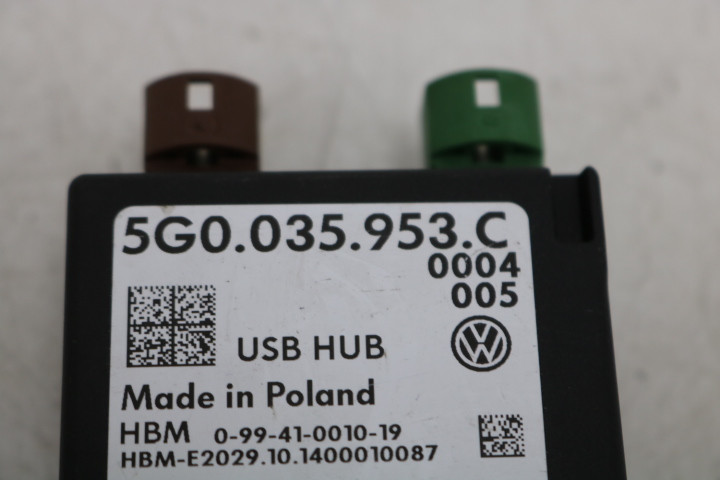 5G0.035.953.C
0004
005
USB HUB
Made in Poland
HBM 0-99-41-0010-19
HBM-E2029.10.1400010087